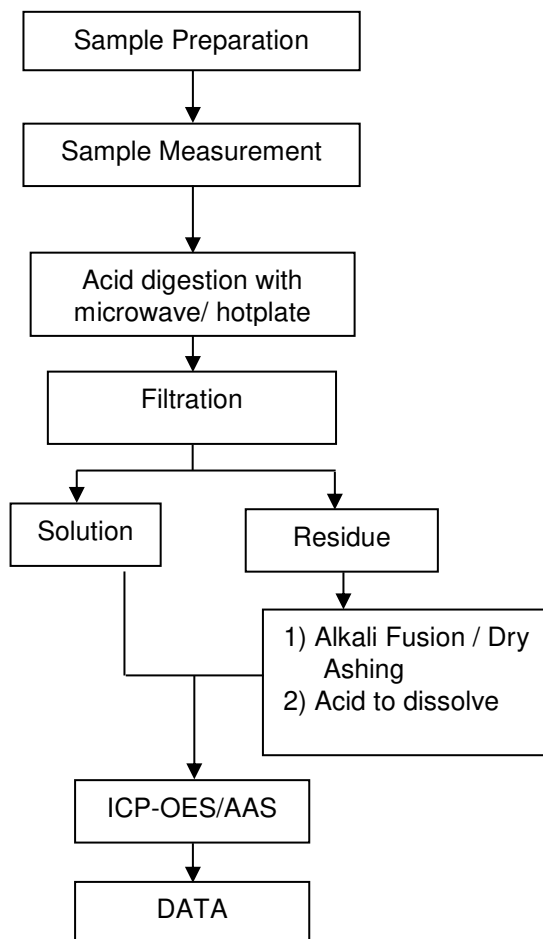 Sample Preparation
Sample Measurement
Acid digestion with
microwave/ hotplate
Filtration
Solution
Residue
1) Alkali Fusion / Dry
Ashing
2) Acid to dissolve
ICP-OES/AAS
DATA